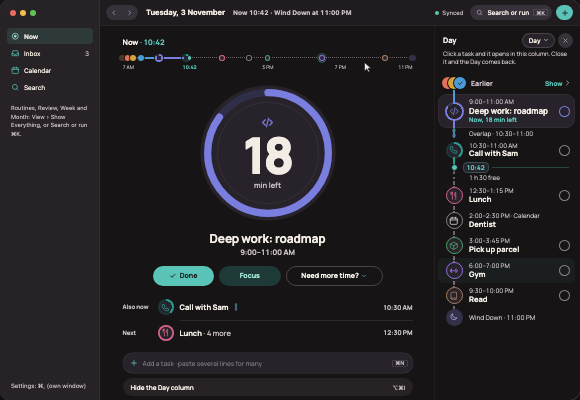 Now
Inbox 3
Calendar
Search
Routines, Review, Week and
Month: View › Show
Everything, or Search or run
⌘K.
Settings: ⌘, (own window)
Tuesday, 3 November Now 10:42 · Wind Down at 11:00 PM
Synced
Search or run ⌘K
Now · 10:42
7 AM 10:42 3 PM 7 PM 11 PM
18
min left
Deep work: roadmap
9:00–11:00 AM
Done
Focus
Need more time?
Also now Call with Sam 10:30 AM
Next Lunch · 4 more 12:30 PM
Add a task · paste several lines for many ⌘N
Hide the Day column ⌥⌘I
Day
Day
Click a task and it opens in this column. Close
it and the Day comes back.
Earlier Show
9:00–11:00 AM
Deep work: roadmap
Now, 18 min left
Overlap · 10:30–11:00
10:30–11:00 AM
Call with Sam
10:42
1 h 30 free
12:30–1:15 PM
Lunch
2:00–2:30 PM · Calendar
Dentist
3:00–3:45 PM
Pick up parcel
6:00–7:00 PM
Gym
9:30–10:00 PM
Read
Wind Down · 11:00 PM